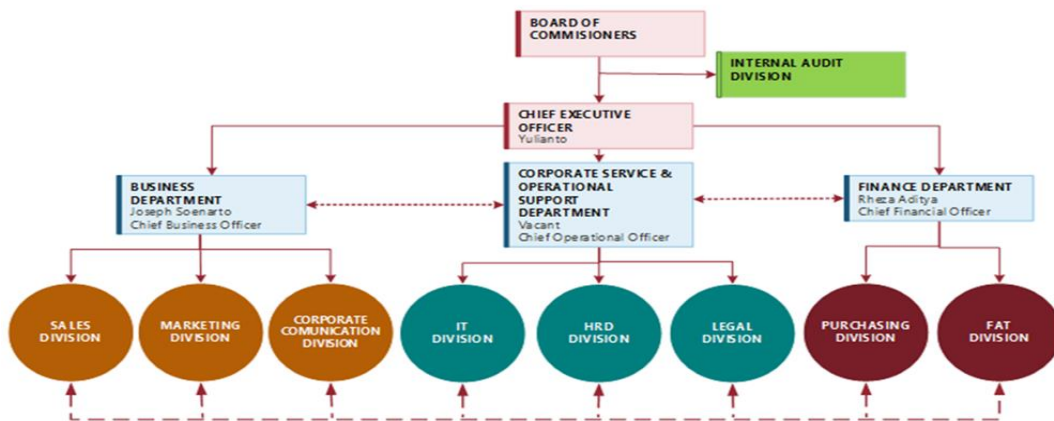 BOARD OF
COMMISIONERS
INTERNAL AUDIT
DIVISION
CHIEF EXECUTIVE
OFFICER
Yulianto
BUSINESS
DEPARTMENT
Joseph Soenarto
Chief Business Officer
CORPORATE SERVICE &
OPERATIONAL
SUPPORT
DEPARTMENT
Vacant
Chief Operational Officer
FINANCE DEPARTMENT
Rheza Aditya
Chief Financial Officer
SALES
DIVISION
MARKETING
DIVISION
CORPORATE
COMUNICATION
DIVISION
IT
DIVISION
HRD
DIVISION
LEGAL
DIVISION
PURCHASING
DIVISION
FAT
DIVISION